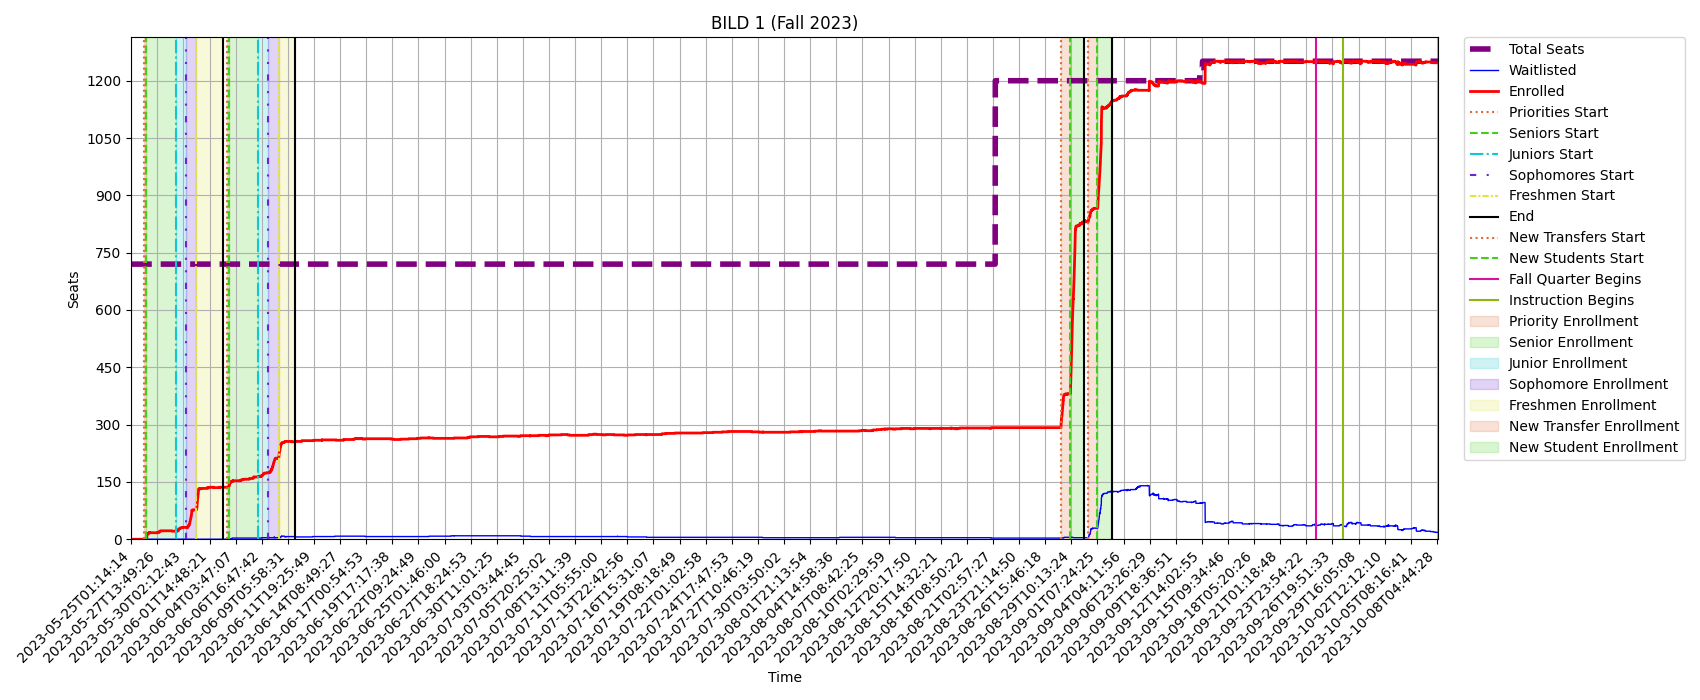 BILD 1 (Fall 2023)
Seats
1200
1050
900
750
600
450
300
150
0
2023-05-25T01:14:14
2023-05-27T13:49:26
2023-05-30T02:12:43
2023-06-01T14:48:21
2023-06-04T03:47:07
2023-06-06T16:47:42
2023-06-09T05:58:31
2023-06-11T19:25:49
2023-06-14T08:49:27
2023-06-17T00:54:53
2023-06-19T17:17:38
2023-06-22T09:24:49
2023-06-25T01:46:00
2023-06-27T18:24:53
2023-06-30T11:01:25
2023-07-03T03:44:45
2023-07-05T20:25:02
2023-07-08T13:11:39
2023-07-11T05:55:00
2023-07-13T22:42:56
2023-07-16T15:31:07
2023-07-19T08:18:49
2023-07-22T01:02:58
2023-07-24T17:47:53
2023-07-27T10:46:19
2023-07-30T03:50:02
2023-08-01T21:13:54
2023-08-04T14:58:36
2023-08-07T08:42:25
2023-08-10T02:29:59
2023-08-12T20:17:50
2023-08-15T14:32:21
2023-08-18T08:50:22
2023-08-21T02:57:27
2023-08-23T21:14:50
2023-08-26T15:46:18
2023-08-29T10:13:24
2023-09-01T07:24:25
2023-09-04T04:11:56
2023-09-06T23:26:29
2023-09-09T18:36:51
2023-09-12T14:02:55
2023-09-15T09:34:46
2023-09-18T05:20:26
2023-09-21T01:18:48
2023-09-23T23:54:22
2023-09-26T19:51:33
2023-09-29T16:05:08
2023-10-02T12:12:10
2023-10-05T08:16:41
2023-10-08T04:44:28
Time
Total Seats
Waitlisted
Enrolled
Priorities Start
Seniors Start
Juniors Start
Sophomores Start
Freshmen Start
End
New Transfers Start
New Students Start
Fall Quarter Begins
Instruction Begins
Priority Enrollment
Senior Enrollment
Junior Enrollment
Sophomore Enrollment
Freshmen Enrollment
New Transfer Enrollment
New Student Enrollment